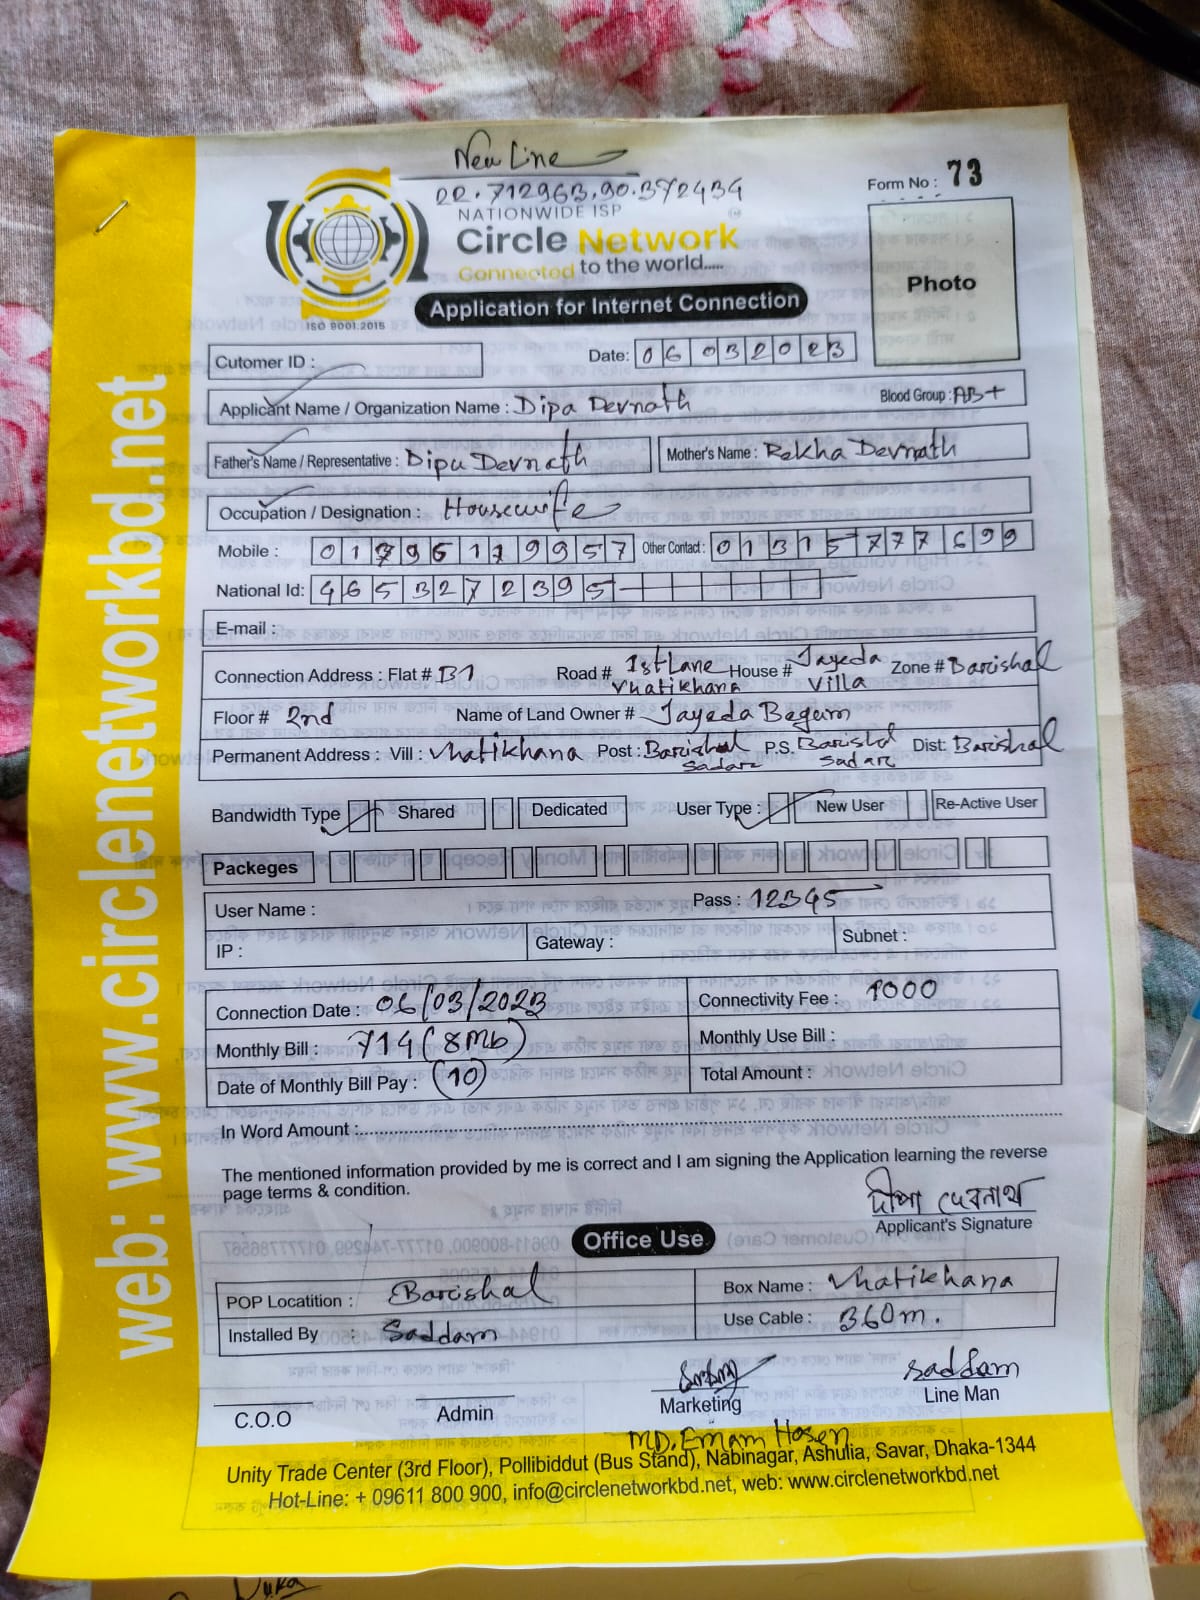 New Line
22.712963,90.372434
Form No : 73
NATIONWIDE ISP
Circle Network
Connected to the world.....
ISO 9001:2015
Application for Internet Connection
Photo
Cutomer ID :
Date: 06032023
Applicant Name / Organization Name : Dipa Devnath
Blood Group : AB+
Father's Name / Representative : Dipu Devnath
Mother's Name : Rekha Devnath
Occupation / Designation : Housewife
Mobile : 01796179957 Other Contact : 01315777699
National Id: 4653272395
E-mail :
Connection Address : Flat # B1 Road # 1st Lane Vhatikhana House # Jayeda Villa Zone # Barishal
Floor # 2nd Name of Land Owner # Jayeda Begum
Permanent Address : Vill : Vhatikhana Post : Barishal Sadar P.S. Barishal Sadar Dist: Barishal
Bandwidth Type Shared Dedicated User Type : New User Re-Active User
Packeges
User Name : Pass : 12345
IP : Gateway : Subnet :
Connection Date : 06/03/2023 Connectivity Fee : 1000
Monthly Bill : 714 (8Mb) Monthly Use Bill :
Date of Monthly Bill Pay : (10) Total Amount :
In Word Amount :
The mentioned information provided by me is correct and I am signing the Application learning the reverse
page terms & condition.
দীপা দেবনাথ
Applicant's Signature
Office Use
POP Locatition : Barishal Box Name : Vhatikhana
Installed By : Saddam Use Cable : 360m.
Saddam
C.O.O Admin Marketing Line Man
MD. Emam Hosen
Unity Trade Center (3rd Floor), Pollibiddut (Bus Stand), Nabinagar, Ashulia, Savar, Dhaka-1344
Hot-Line: + 09611 800 900, info@circlenetworkbd.net, web: www.circlenetworkbd.net
web: www.circlenetworkbd.net